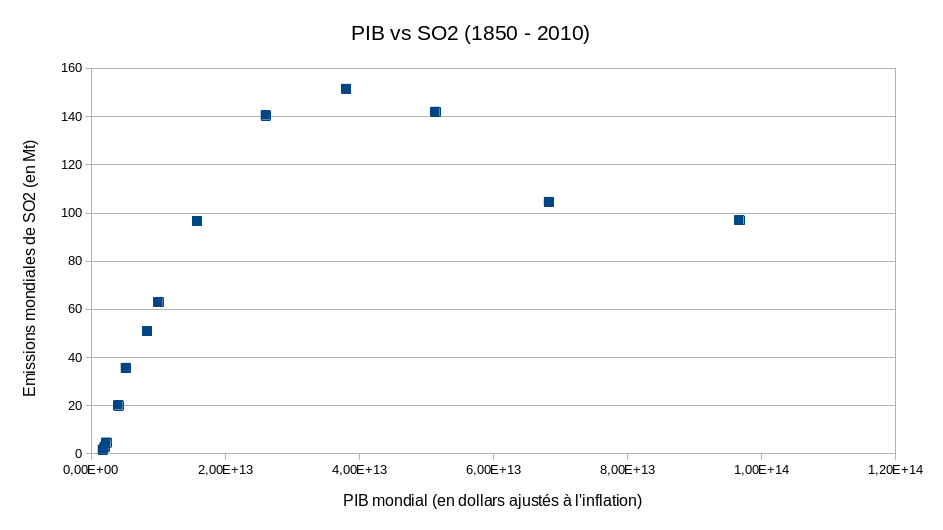 PIB vs SO2 (1850 - 2010)
160
140
120
100
80
60
40
20
0
Emissions mondiales de SO2 (en Mt)
0,00E+00 2,00E+13 4,00E+13 6,00E+13 8,00E+13 1,00E+14 1,20E+14
PIB mondial (en dollars ajustés à l'inflation)